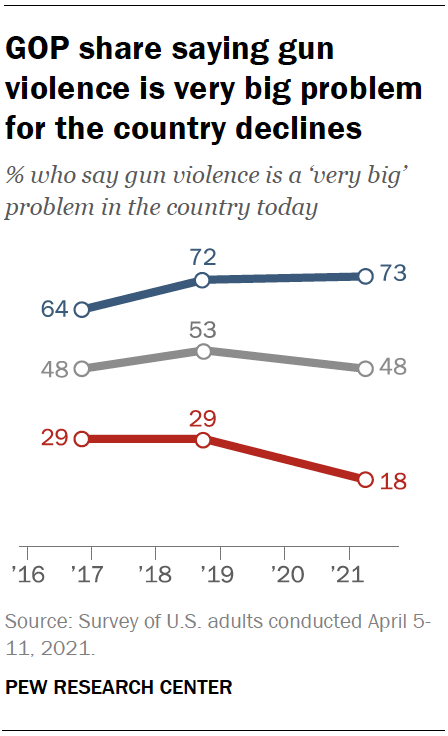 GOP share saying gun
violence is very big problem
for the country declines
% who say gun violence is a ‘very big’
problem in the country today
72
73
64
53
48
48
29
29
18
’16 ’17 ’18 ’19 ’20 ’21
Source: Survey of U.S. adults conducted April 5-
11, 2021.
PEW RESEARCH CENTER